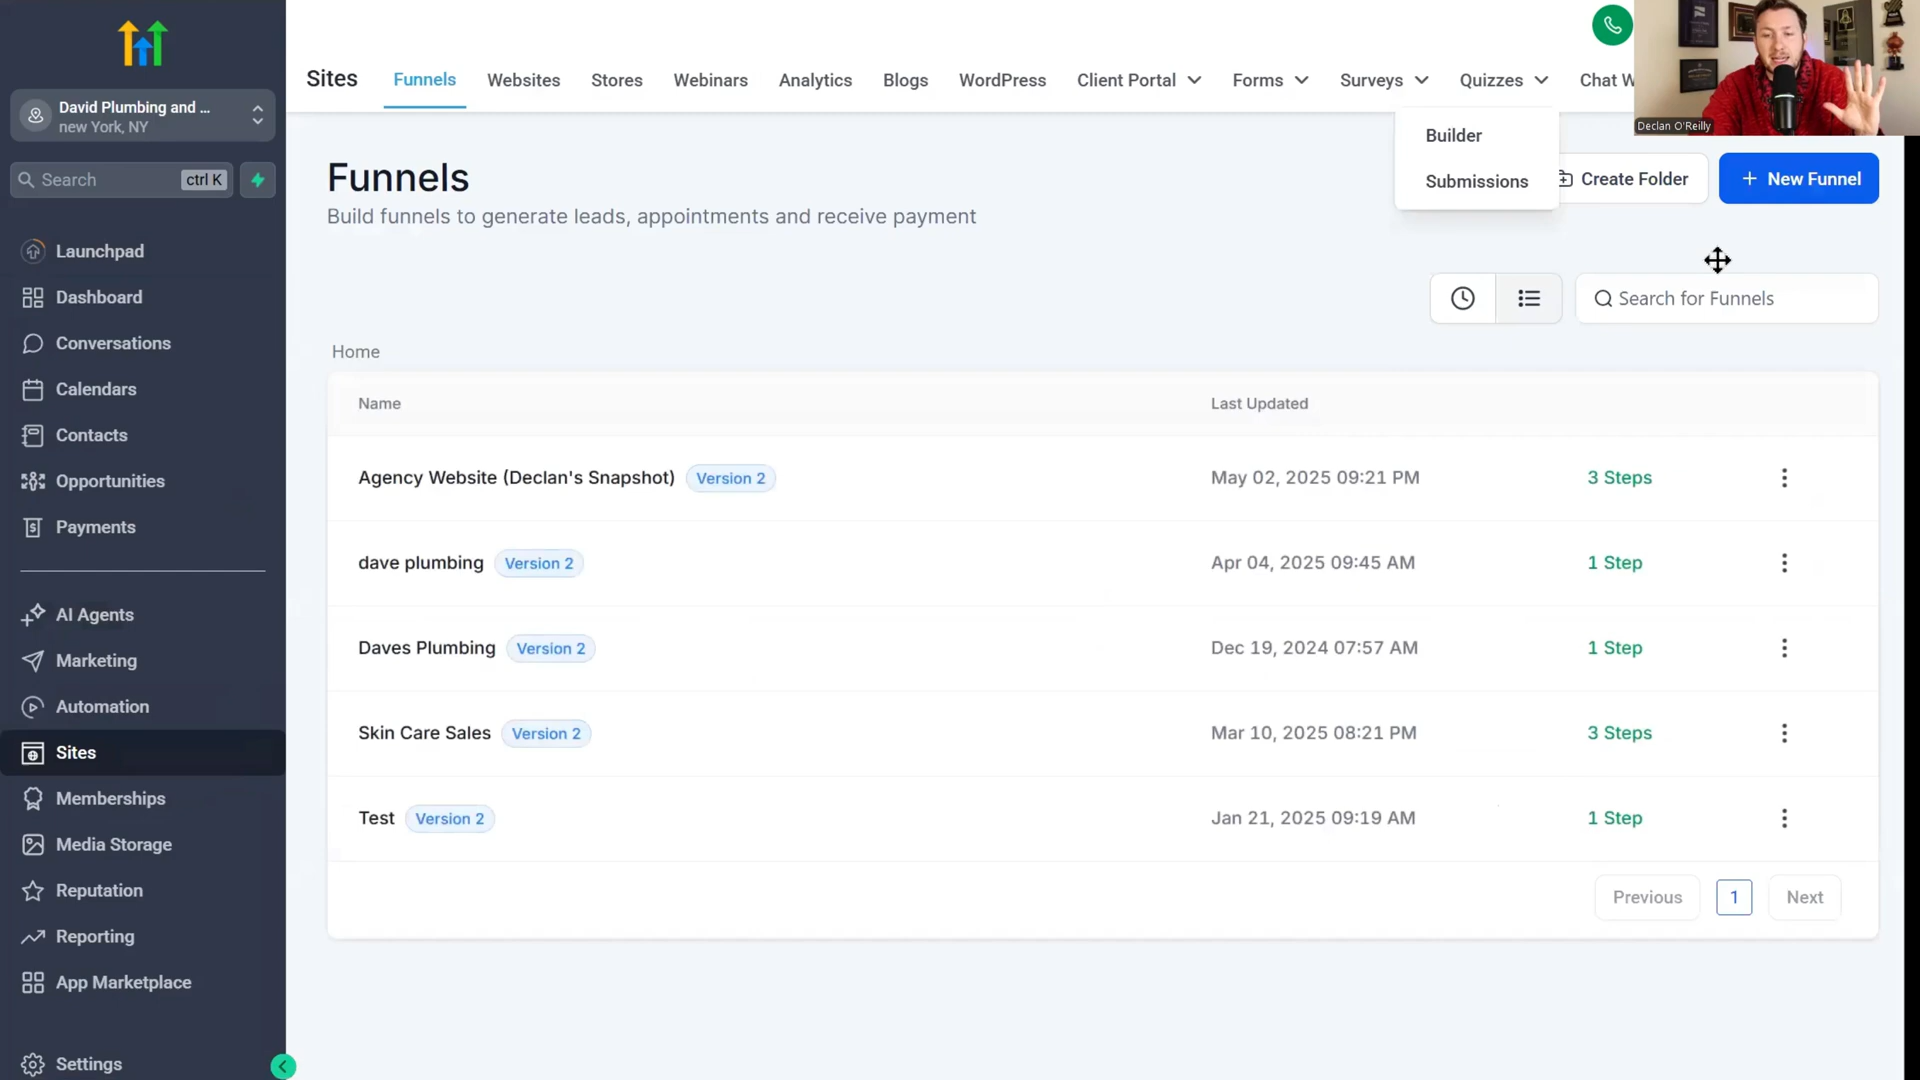 David Plumbing and ...
new York, NY
Search
ctrl K
Launchpad
Dashboard
Conversations
Calendars
Contacts
Opportunities
Payments
AI Agents
Marketing
Automation
Sites
Memberships
Media Storage
Reputation
Reporting
App Marketplace
Settings
Sites Funnels Websites Stores Webinars Analytics Blogs WordPress Client Portal Forms Surveys Quizzes Chat W
Declan O'Reilly
Builder
Submissions
Funnels
Build funnels to generate leads, appointments and receive payment
Create Folder
+ New Funnel
Search for Funnels
Home
Name Last Updated
Agency Website (Declan's Snapshot) Version 2 May 02, 2025 09:21 PM 3 Steps
dave plumbing Version 2 Apr 04, 2025 09:45 AM 1 Step
Daves Plumbing Version 2 Dec 19, 2024 07:57 AM 1 Step
Skin Care Sales Version 2 Mar 10, 2025 08:21 PM 3 Steps
Test Version 2 Jan 21, 2025 09:19 AM 1 Step
Previous 1 Next